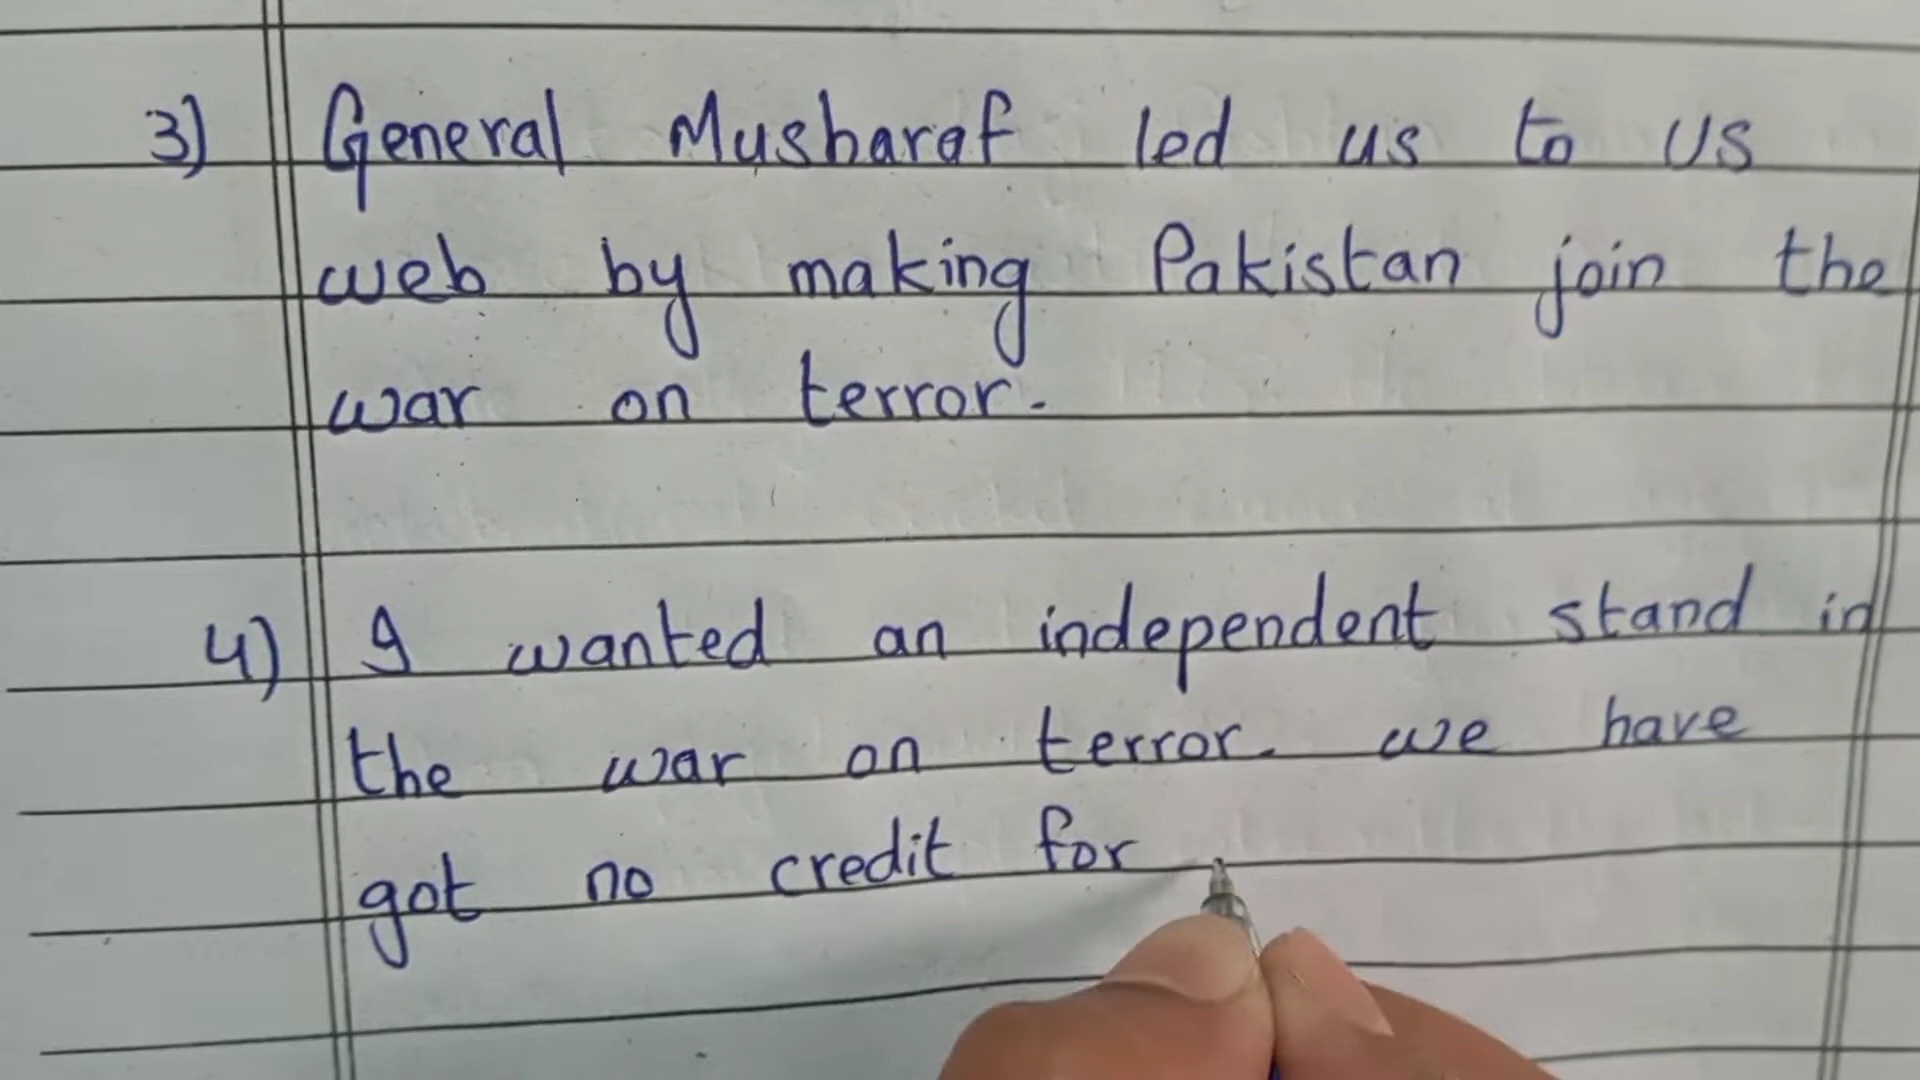 3) General Musharaf led us to US
web by making Pakistan join the
war on terror.
4) I wanted an independent stand in
the war on terror. we have
got no credit for